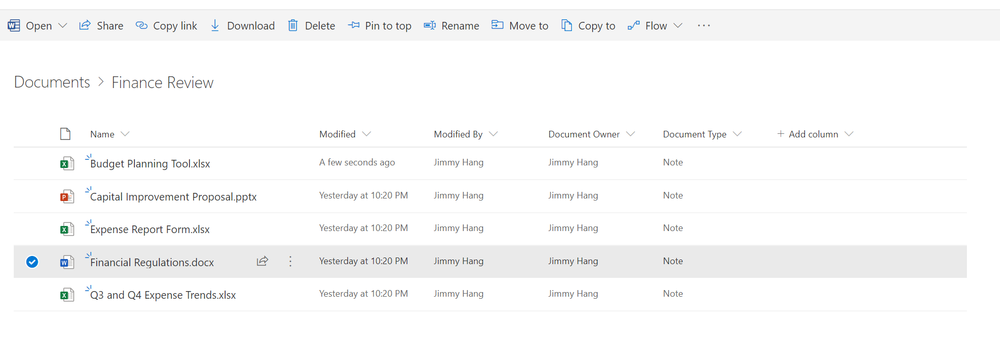 Open Share Copy link Download Delete Pin to top Rename Move to Copy to Flow ...
Documents > Finance Review
Name Modified Modified By Document Owner Document Type + Add column
Budget Planning Tool.xlsx A few seconds ago Jimmy Hang Jimmy Hang Note
Capital Improvement Proposal.pptx Yesterday at 10:20 PM Jimmy Hang Jimmy Hang Note
Expense Report Form.xlsx Yesterday at 10:20 PM Jimmy Hang Jimmy Hang Note
Financial Regulations.docx Yesterday at 10:20 PM Jimmy Hang Jimmy Hang Note
Q3 and Q4 Expense Trends.xlsx Yesterday at 10:20 PM Jimmy Hang Jimmy Hang Note